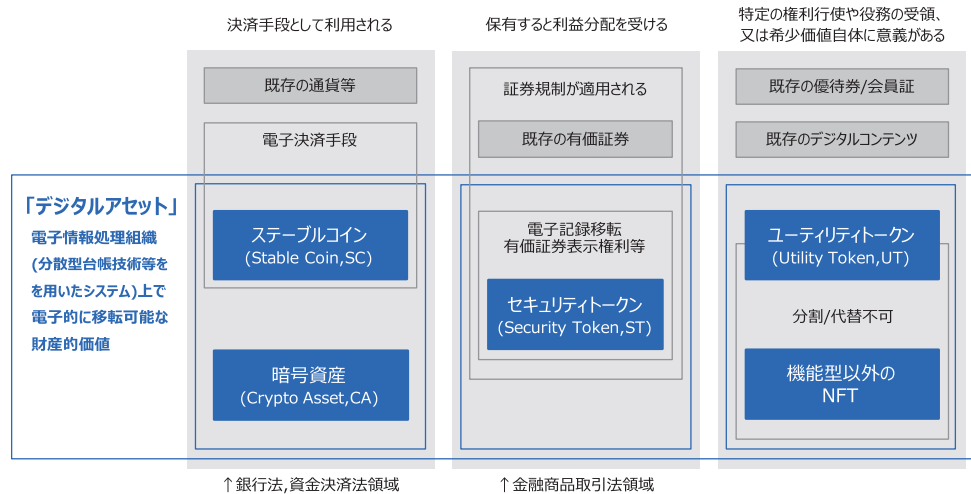 決済手段として利用される
保有すると利益分配を受ける
特定の権利行使や役務の受領、
又は希少価値自体に意義がある
既存の通貨等
電子決済手段
証券規制が適用される
既存の有価証券
既存の優待券/会員証
既存のデジタルコンテンツ
「デジタルアセット」
電子情報処理組織
(分散型台帳技術等を
を用いたシステム)上で
電子的に移転可能な
財産的価値
ステーブルコイン
(Stable Coin,SC)
暗号資産
(Crypto Asset,CA)
電子記録移転
有価証券表示権利等
セキュリティトークン
(Security Token,ST)
ユーティリティトークン
(Utility Token,UT)
分割/代替不可
機能型以外の
NFT
↑銀行法,資金決済法領域
↑金融商品取引法領域